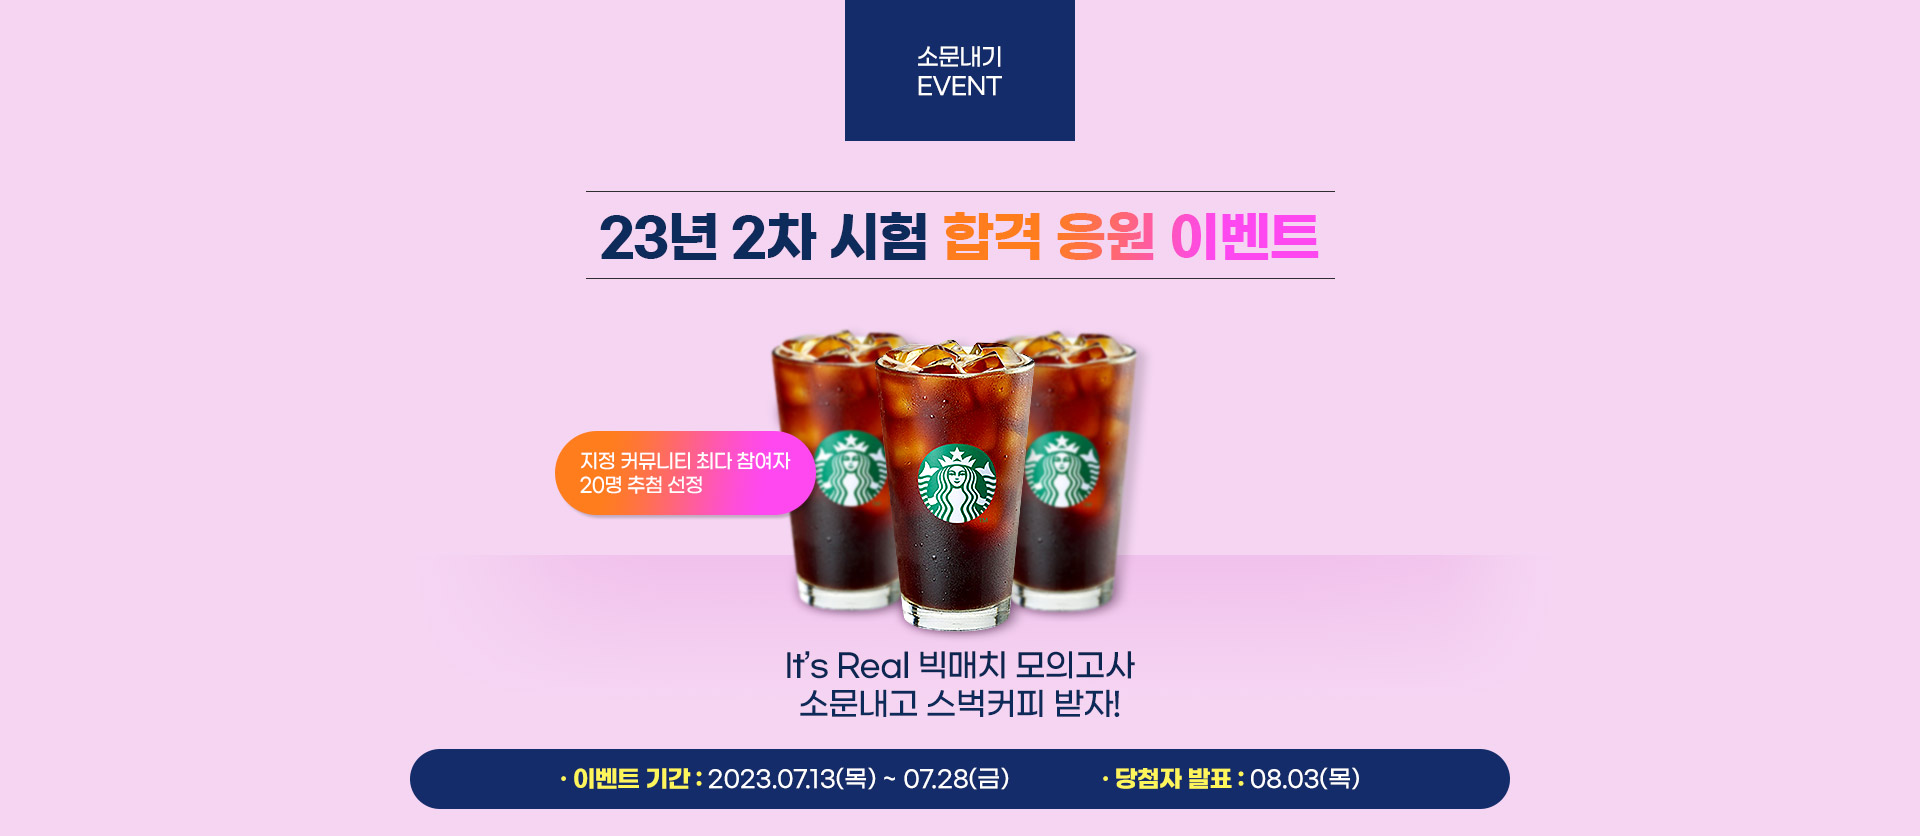 소문내기
EVENT
23년 2차 시험 합격 응원 이벤트
지정 커뮤니티 최다 참여자
20명 추첨 선정
It's Real 빅매치 모의고사
소문내고 스벅커피 받자!
· 이벤트 기간 : 2023.07.13(목) ~ 07.28(금) · 당첨자 발표 : 08.03(목)